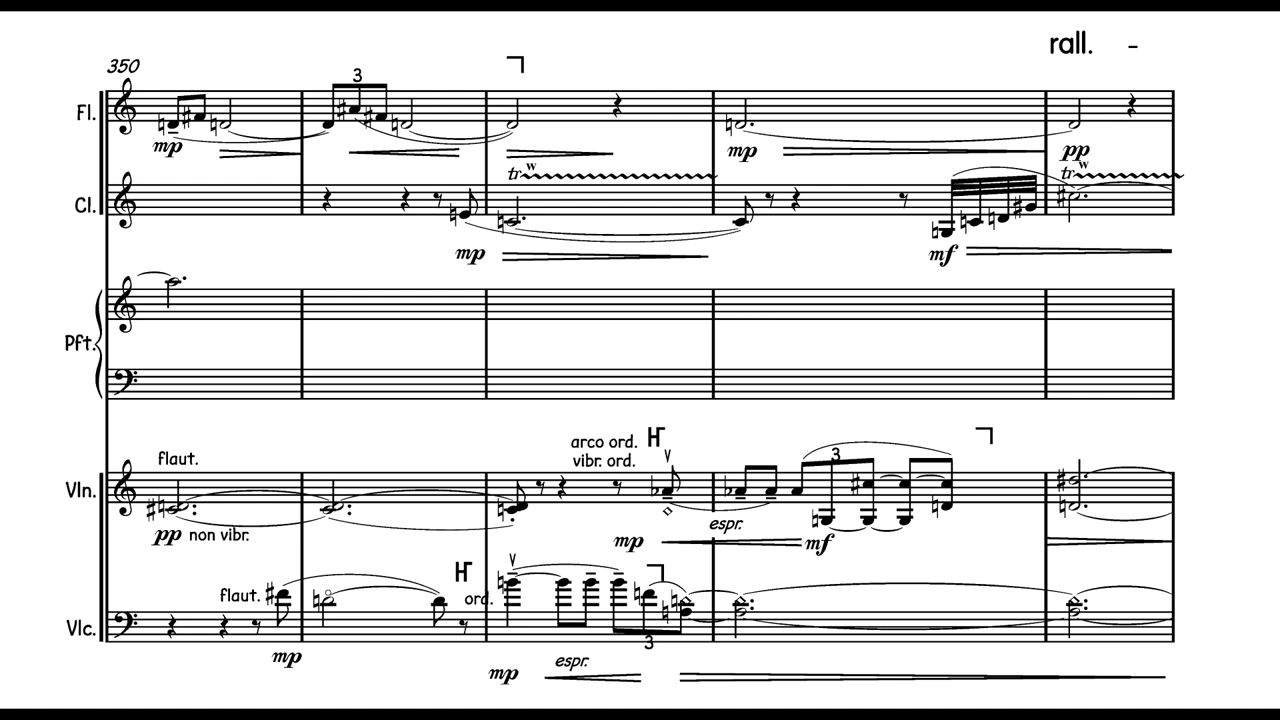 rall. -
350
3
Fl.
mp
mp
pp
tr w
tr w
Cl.
mp
mf
Pft.
arco ord.
flaut.
vibr. ord.
3
Vln.
espr.
pp non vibr.
mp
mf
flaut.
ord.
Vlc.
3
mp
espr.
mp